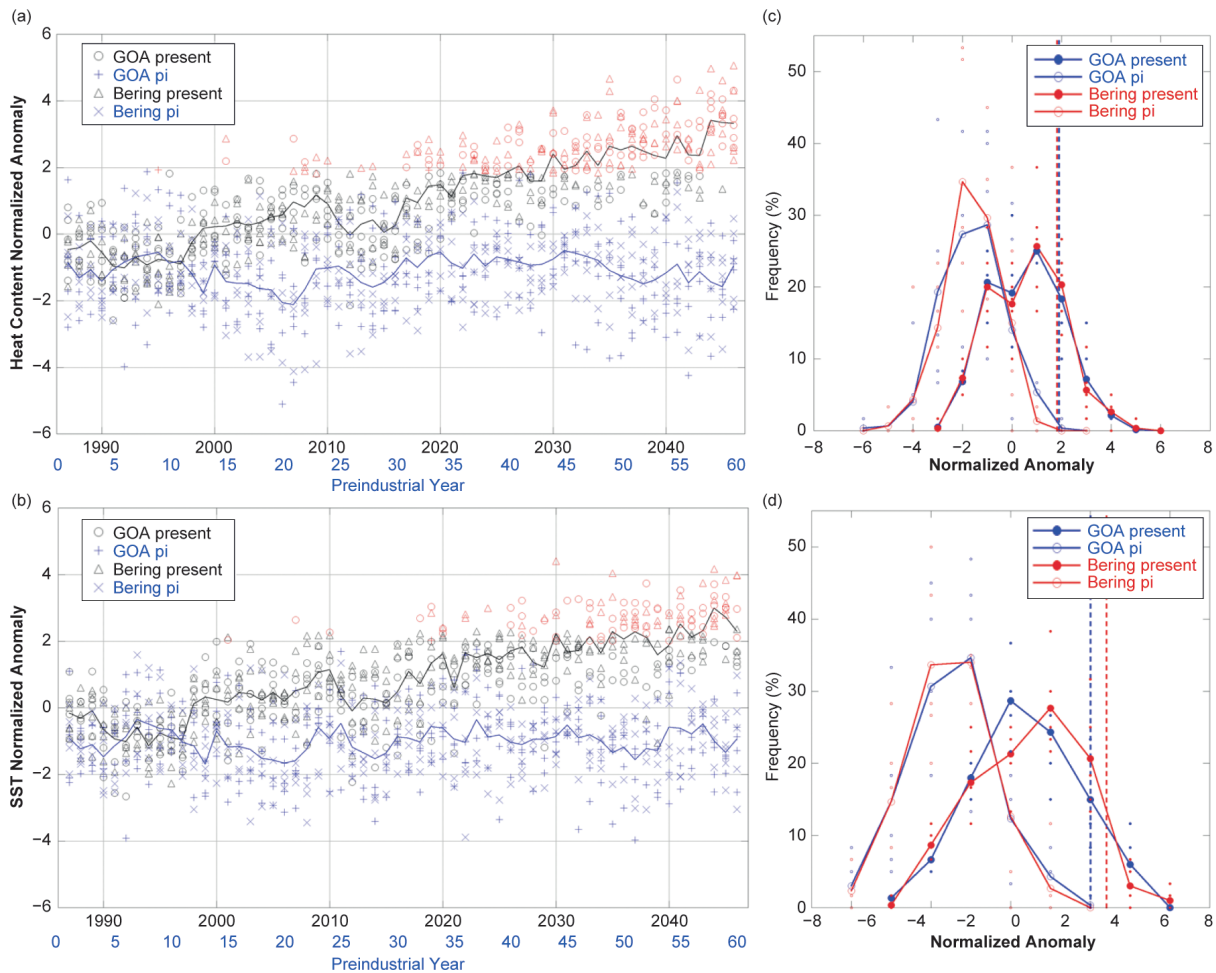 (a)
6
4
2
0
−2
−4
−6
Heat Content Normalized Anomaly
GOA present
GOA pi
Bering present
Bering pi
1990 2000 2010 2020 2030 2040
0 5 10 15 20 25 30 35 40 45 50 55 60
Preindustrial Year
(c)
50
40
30
20
10
0
Frequency (%)
GOA present
GOA pi
Bering present
Bering pi
−8 −6 −4 −2 0 2 4 6 8
Normalized Anomaly
(b)
6
4
2
0
−2
−4
−6
SST Normalized Anomaly
GOA present
GOA pi
Bering present
Bering pi
1990 2000 2010 2020 2030 2040
0 5 10 15 20 25 30 35 40 45 50 55 60
Preindustrial Year
(d)
50
40
30
20
10
0
Frequency (%)
GOA present
GOA pi
Bering present
Bering pi
−8 −6 −4 −2 0 2 4 6 8
Normalized Anomaly